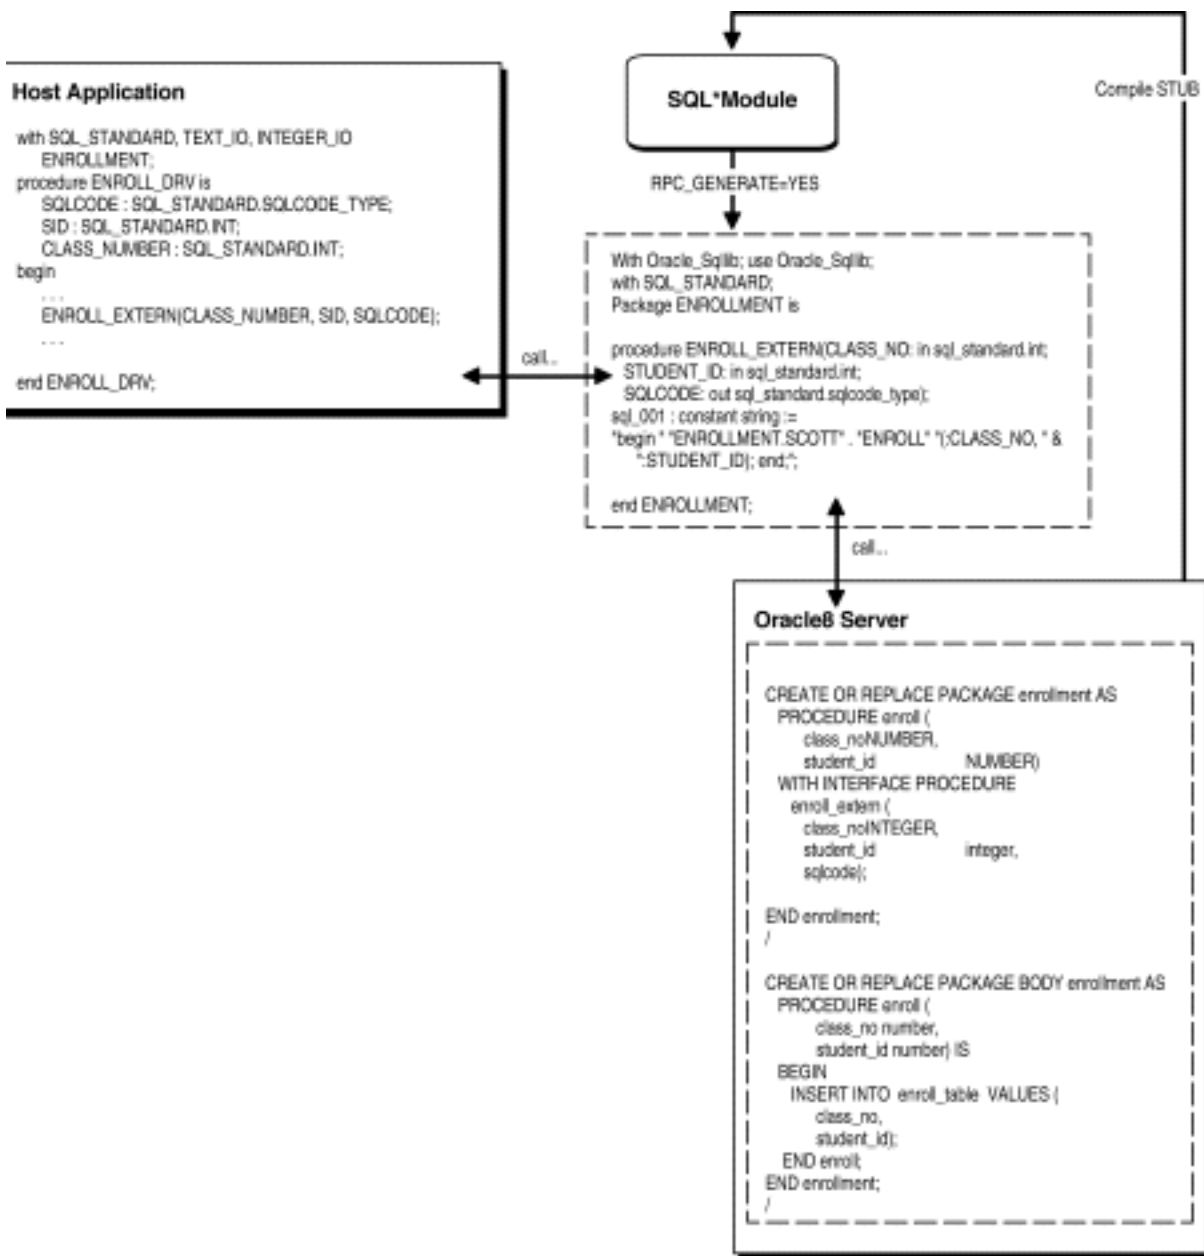 Host Application
with SQL_STANDARD, TEXT_IO, INTEGER_IO
ENROLLMENT;
procedure ENROLL_DRV is
SQLCODE : SQL_STANDARD.SQLCODE_TYPE;
SID : SQL_STANDARD.INT;
CLASS_NUMBER : SQL_STANDARD.INT;
begin
. . .
ENROLL_EXTERN(CLASS_NUMBER, SID, SQLCODE);
. . .
end ENROLL_DRV;
call...
SQL*Module
Compile STUB
RPC_GENERATE=YES
With Oracle_Sqllib; use Oracle_Sqllib;
with SQL_STANDARD;
Package ENROLLMENT is
procedure ENROLL_EXTERN(CLASS_NO: in sql_standard.int;
STUDENT_ID: in sql_standard.int;
SQLCODE: out sql_standard.sqlcode_type);
sql_001 : constant string :=
"begin " "ENROLLMENT.SCOTT" . "ENROLL" "(:CLASS_NO, " &
":STUDENT_ID); end;";
end ENROLLMENT;
call...
Oracle8 Server
CREATE OR REPLACE PACKAGE enrollment AS
PROCEDURE enroll (
class_noNUMBER,
student_id NUMBER)
WITH INTERFACE PROCEDURE
enroll_extern (
class_noINTEGER,
student_id integer,
sqlcode);
END enrollment;
/
CREATE OR REPLACE PACKAGE BODY enrollment AS
PROCEDURE enroll (
class_no number,
student_id number) IS
BEGIN
INSERT INTO enroll_table VALUES (
class_no,
student_id);
END enroll;
END enrollment;
/